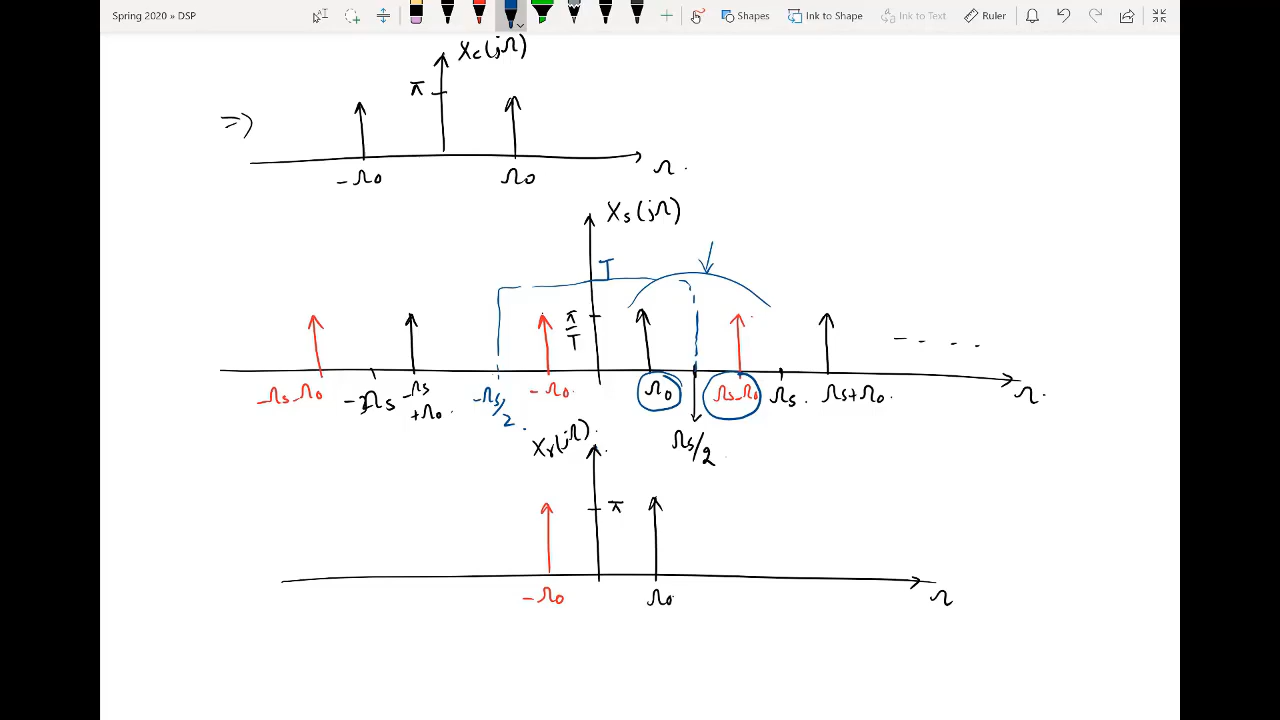 Spring 2020 » DSP
Shapes
Ink to Shape
Ink to Text
Ruler
Xc(jΩ)
π
=>
-Ω0
Ω0
Ω
Xs(jΩ)
T
π/T
-Ωs-Ω0
-Ωs
-Ωs+Ω0
-Ωs/2
-Ω0
Ω0
Ωs-Ω0
Ωs
Ωs+Ω0
Ω
Ωs/2
Xr(jΩ)
π
-Ω0
Ω0
Ω